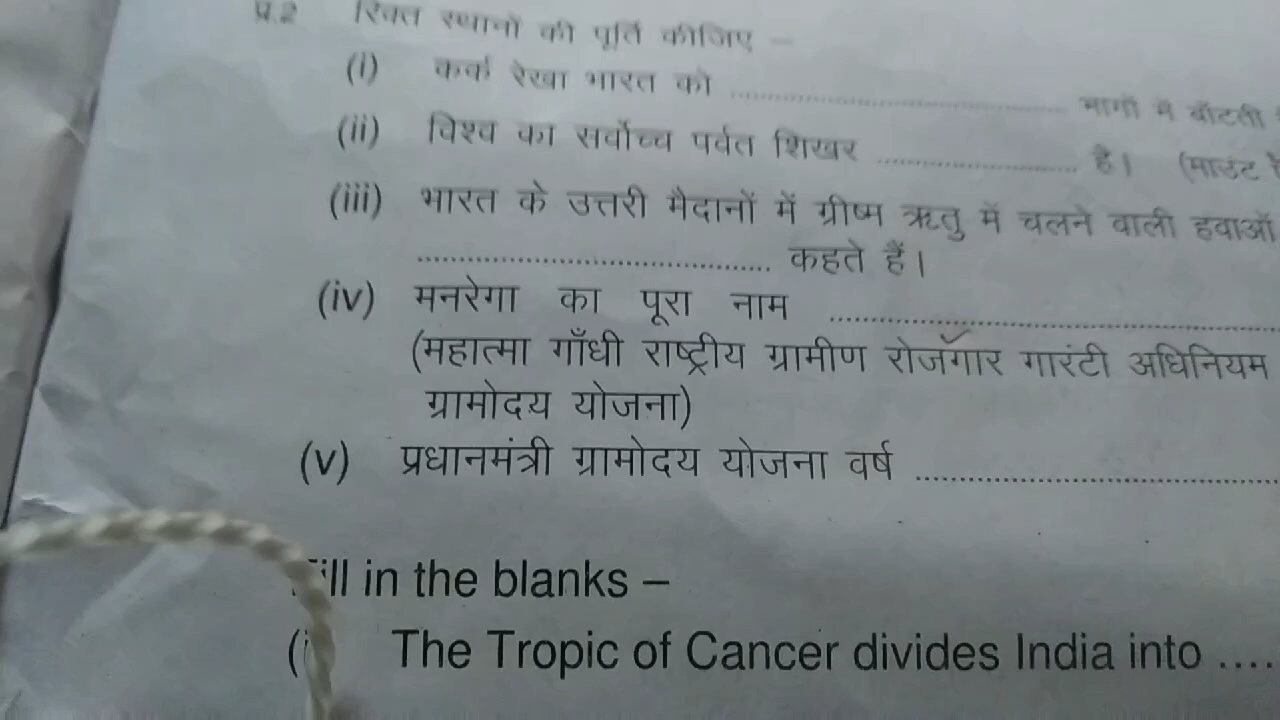 प्र.2 रिक्त स्थानों की पूर्ति कीजिए –
(i) कर्क रेखा भारत को .......................................... भागों में बाँटती
(ii) विश्व का सर्वोच्च पर्वत शिखर .......................... है। (माउंट
(iii) भारत के उत्तरी मैदानों में ग्रीष्म ऋतु में चलने वाली हवाओं
.......................................... कहते हैं।
(iv) मनरेगा का पूरा नाम ..........................................
(महात्मा गाँधी राष्ट्रीय ग्रामीण रोजगार गारंटी अधिनियम
ग्रामोदय योजना)
(v) प्रधानमंत्री ग्रामोदय योजना वर्ष ..........................................
Fill in the blanks –
(i) The Tropic of Cancer divides India into ....